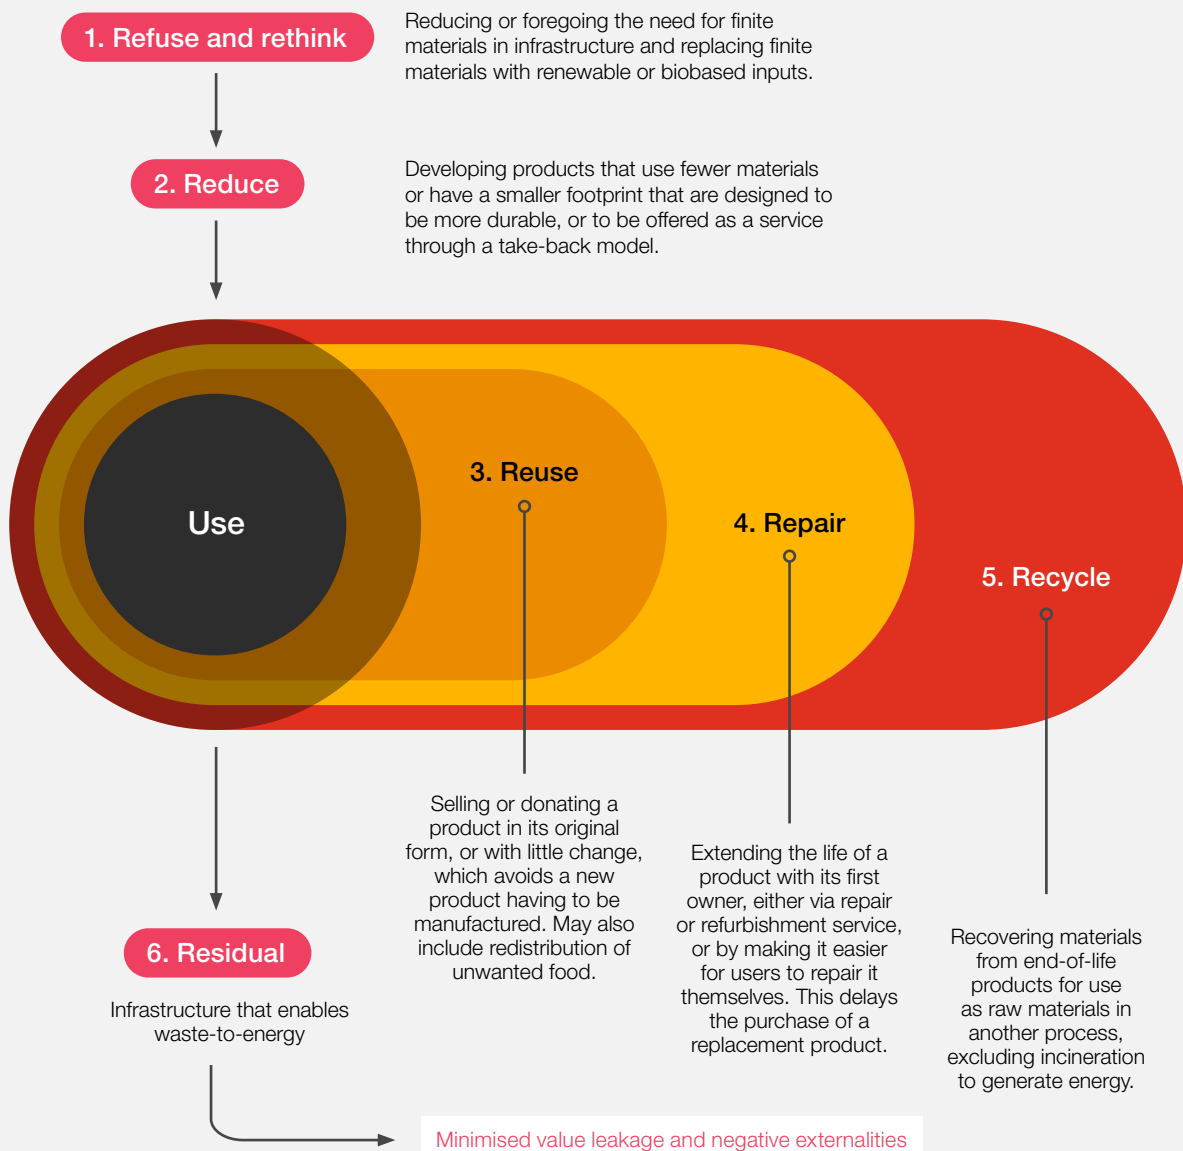 1. Refuse and rethink
Reducing or foregoing the need for finite
materials in infrastructure and replacing finite
materials with renewable or biobased inputs.
2. Reduce
Developing products that use fewer materials
or have a smaller footprint that are designed to
be more durable, or to be offered as a service
through a take-back model.
Use
3. Reuse
4. Repair
5. Recycle
Selling or donating a
product in its original
form, or with little change,
which avoids a new
product having to be
manufactured. May also
include redistribution of
unwanted food.
Extending the life of a
product with its first
owner, either via repair
or refurbishment service,
or by making it easier
for users to repair it
themselves. This delays
the purchase of a
replacement product.
Recovering materials
from end-of-life
products for use
as raw materials in
another process,
excluding incineration
to generate energy.
6. Residual
Infrastructure that enables
waste-to-energy
Minimised value leakage and negative externalities